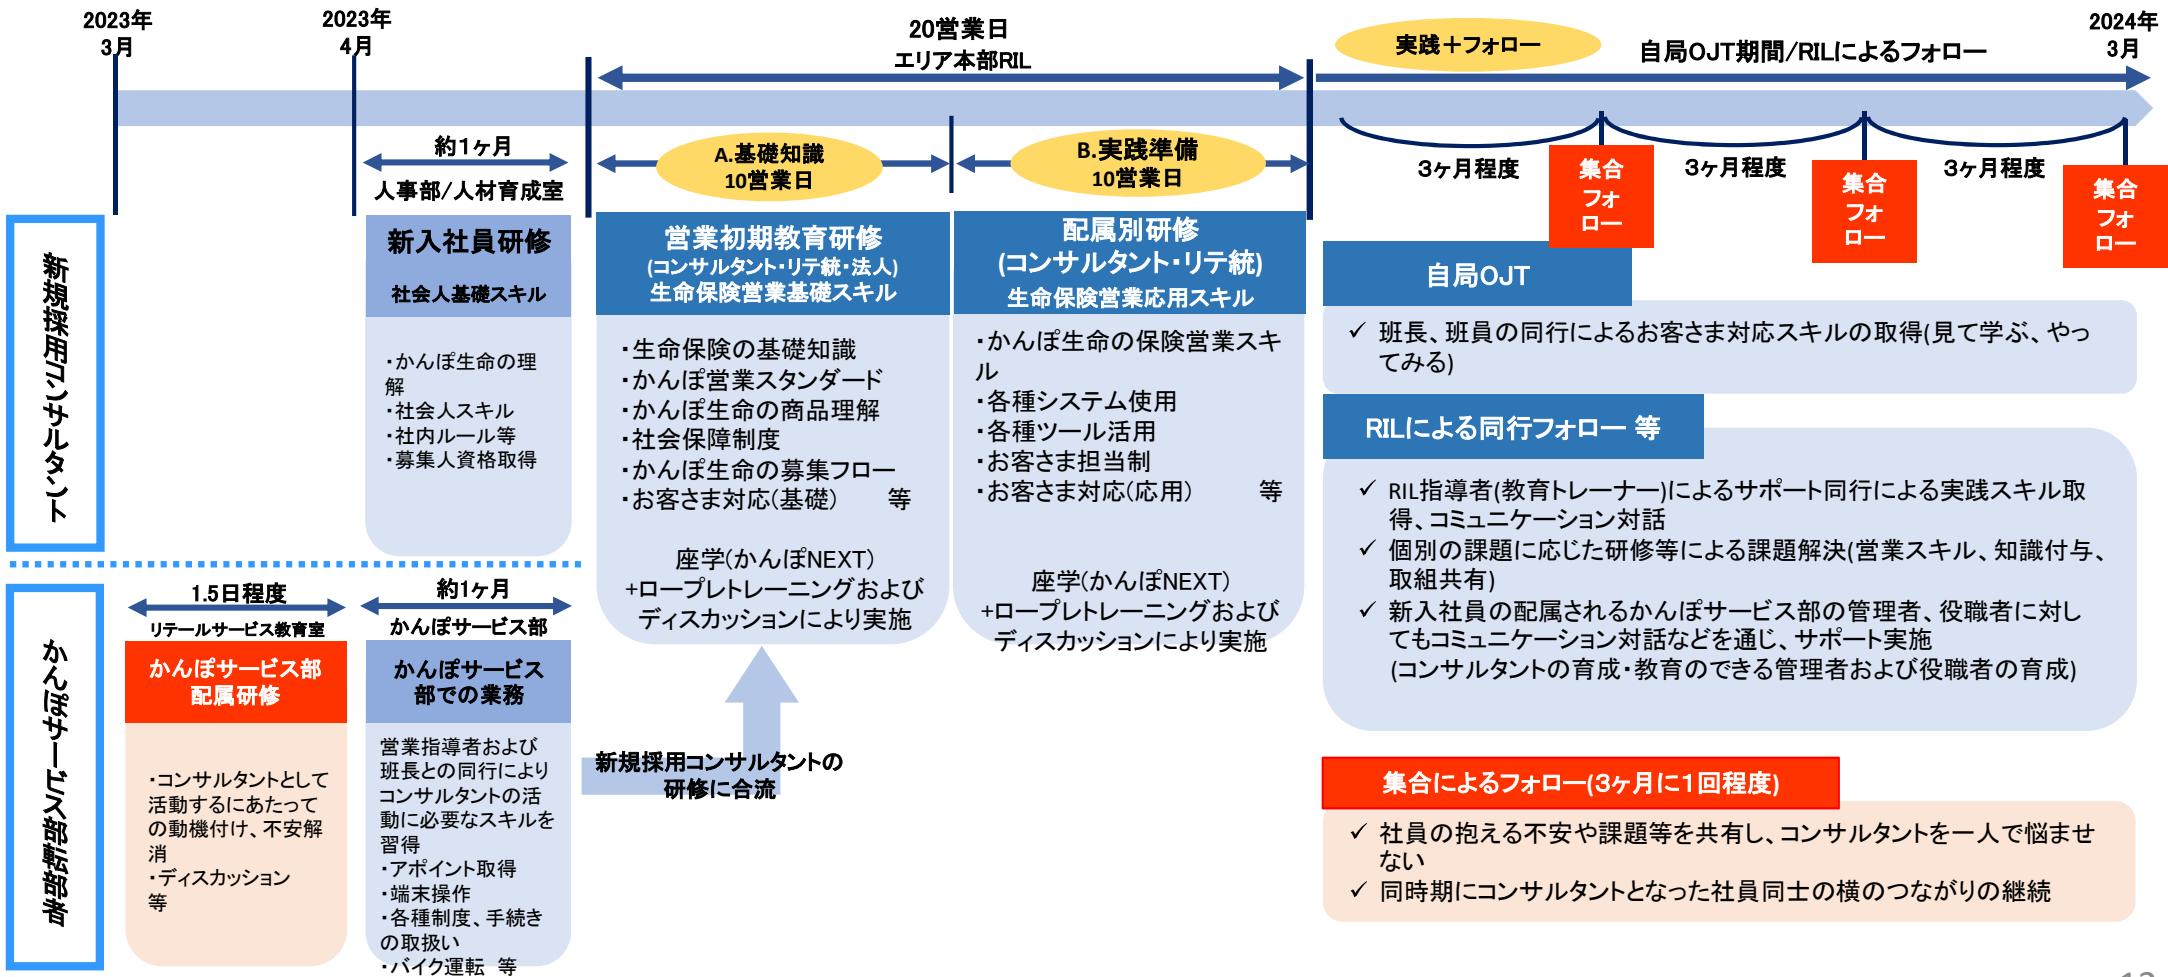 2023年
3月
2023年
4月
20営業日
エリア本部RIL
実践＋フォロー
自局OJT期間/RILによるフォロー
2024年
3月
約1ヶ月
人事部/人材育成室
A.基礎知識
10営業日
B.実践準備
10営業日
3ヶ月程度
集合
フォ
ロー
3ヶ月程度
集合
フォ
ロー
3ヶ月程度
集合
フォ
ロー
新規採用コンサルタント
新入社員研修
社会人基礎スキル
・かんぽ生命の理
解
・社会人スキル
・社内ルール等
・募集人資格取得
営業初期教育研修
(コンサルタント・リテ統・法人)
生命保険営業基礎スキル
・生命保険の基礎知識
・かんぽ営業スタンダード
・かんぽ生命の商品理解
・社会保障制度
・かんぽ生命の募集フロー
・お客さま対応(基礎)　　等
座学(かんぽNEXT)
+ロープレトレーニングおよび
ディスカッションにより実施
配属別研修
(コンサルタント・リテ統)
生命保険営業応用スキル
・かんぽ生命の保険営業スキ
ル
・各種システム使用
・各種ツール活用
・お客さま担当制
・お客さま対応(応用)　　　等
座学(かんぽNEXT)
+ロープレトレーニングおよび
ディスカッションにより実施
自局OJT
✓ 班長、班員の同行によるお客さま対応スキルの取得(見て学ぶ、やっ
てみる)
RILによる同行フォロー 等
✓ RIL指導者(教育トレーナー)によるサポート同行による実践スキル取
得、コミュニケーション対話
✓ 個別の課題に応じた研修等による課題解決(営業スキル、知識付与、
取組共有)
✓ 新入社員の配属されるかんぽサービス部の管理者、役職者に対し
てもコミュニケーション対話などを通じ、サポート実施
(コンサルタントの育成・教育のできる管理者および役職者の育成)
集合によるフォロー(3ヶ月に1回程度)
✓ 社員の抱える不安や課題等を共有し、コンサルタントを一人で悩ませ
ない
✓ 同時期にコンサルタントとなった社員同士の横のつながりの継続
かんぽサービス部転部者
1.5日程度
リテールサービス教育室
かんぽサービス部
配属研修
・コンサルタントとして
活動するにあたって
の動機付け、不安解
消
・ディスカッション
等
約1ヶ月
かんぽサービス部
かんぽサービス
部での業務
営業指導者および
班長との同行により
コンサルタントの活
動に必要なスキルを
習得
・アポイント取得
・端末操作
・各種制度、手続き
の取扱い
・バイク運転　等
新規採用コンサルタントの
研修に合流